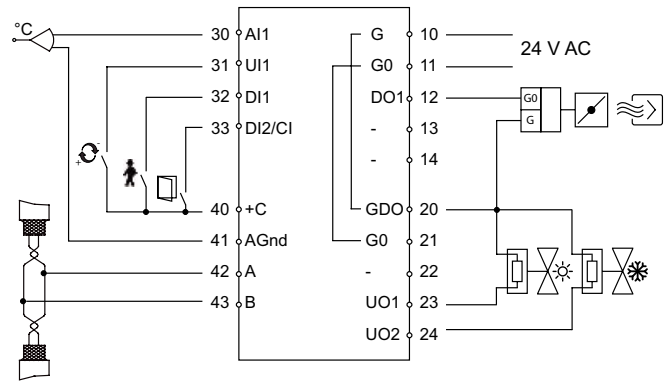 °C
30 AI1 G 10
24 V AC
31 UI1 G0 11
32 DI1 DO1 12 G0
G
33 DI2/CI - 13
- 14
+ -
40 +C GDO 20
41 AGnd G0 21
42 A - 22
43 B UO1 23
UO2 24